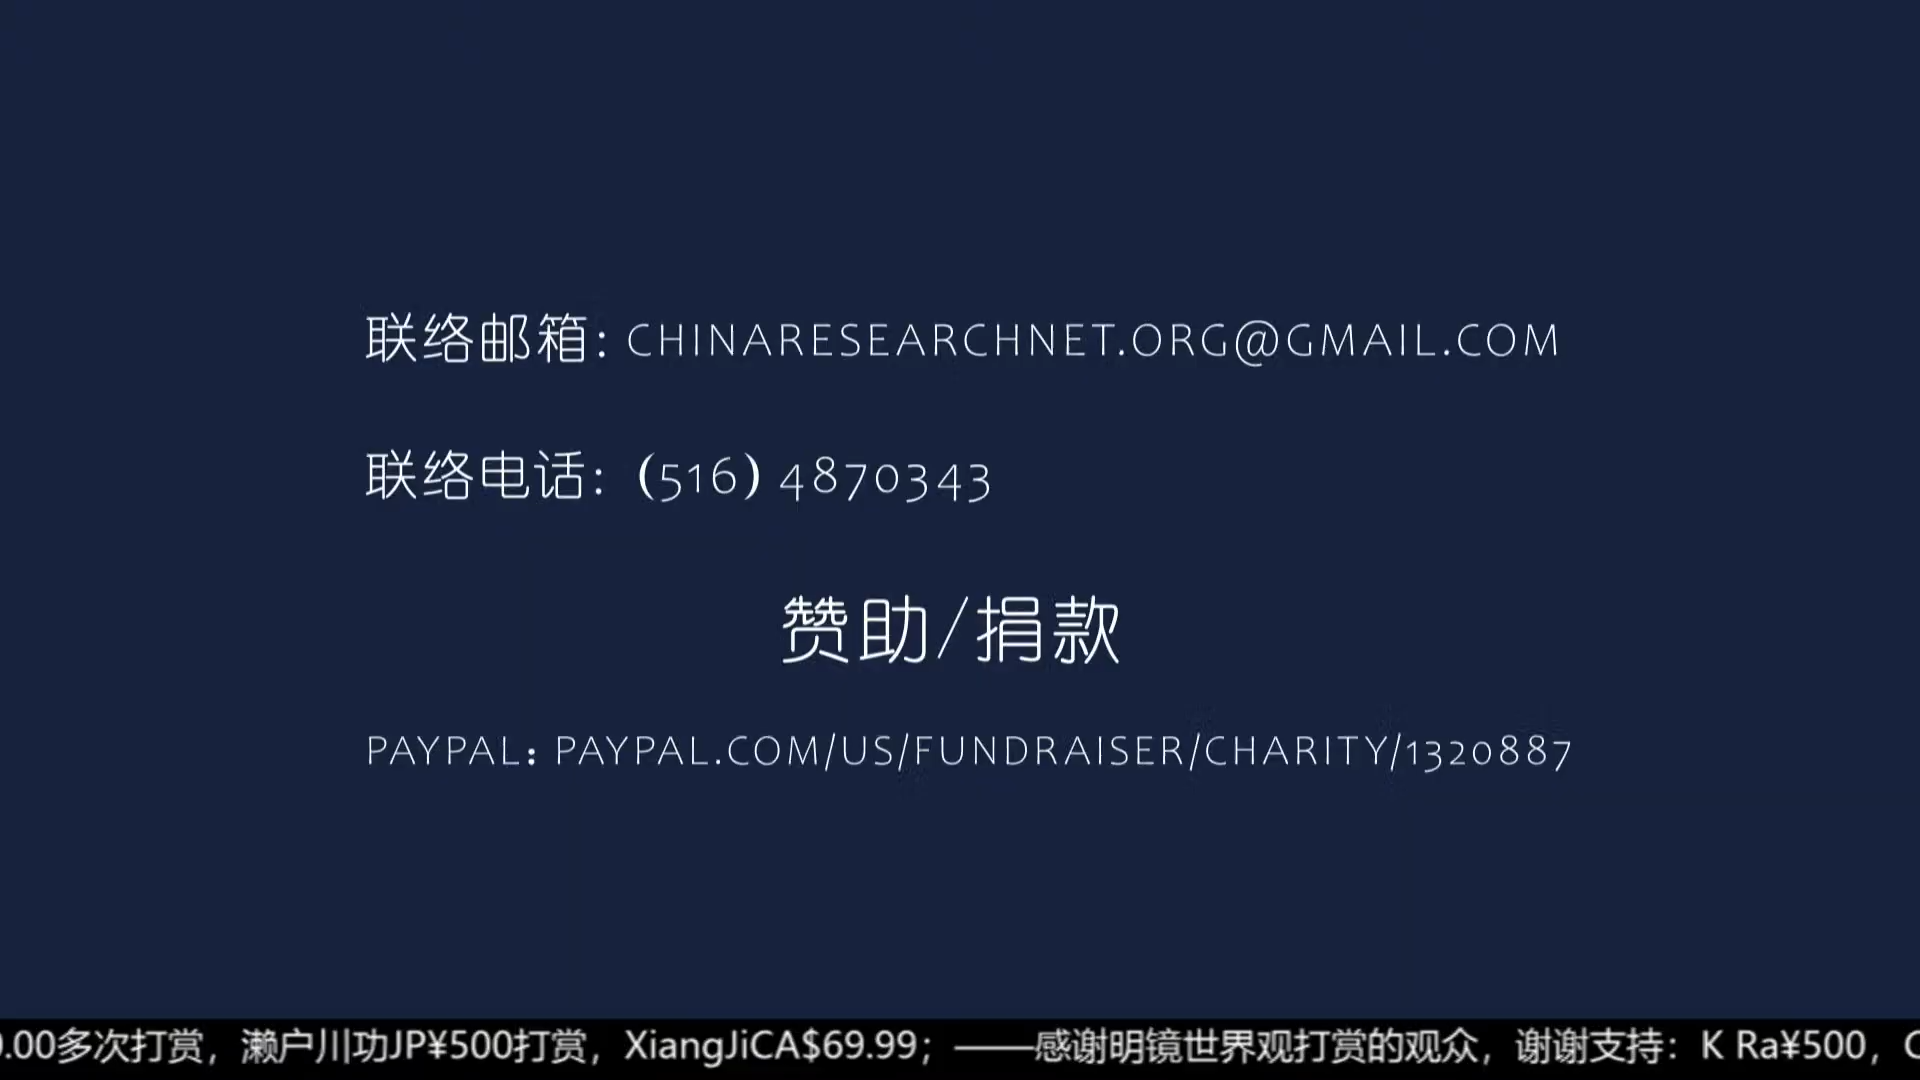 联络邮箱: CHINARESEARCHNET.ORG@GMAIL.COM
联络电话: (516) 4870343
赞助/捐款
PAYPAL: PAYPAL.COM/US/FUNDRAISER/CHARITY/1320887
0.00多次打赏，濑户川功JP¥500打赏，XiangJiCA$69.99；——感谢明镜世界观打赏的观众，谢谢支持：K Ra¥500，C